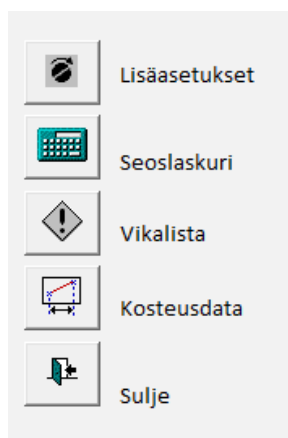 Lisäasetukset
Seoslaskuri
Vikalista
Kosteusdata
Sulje